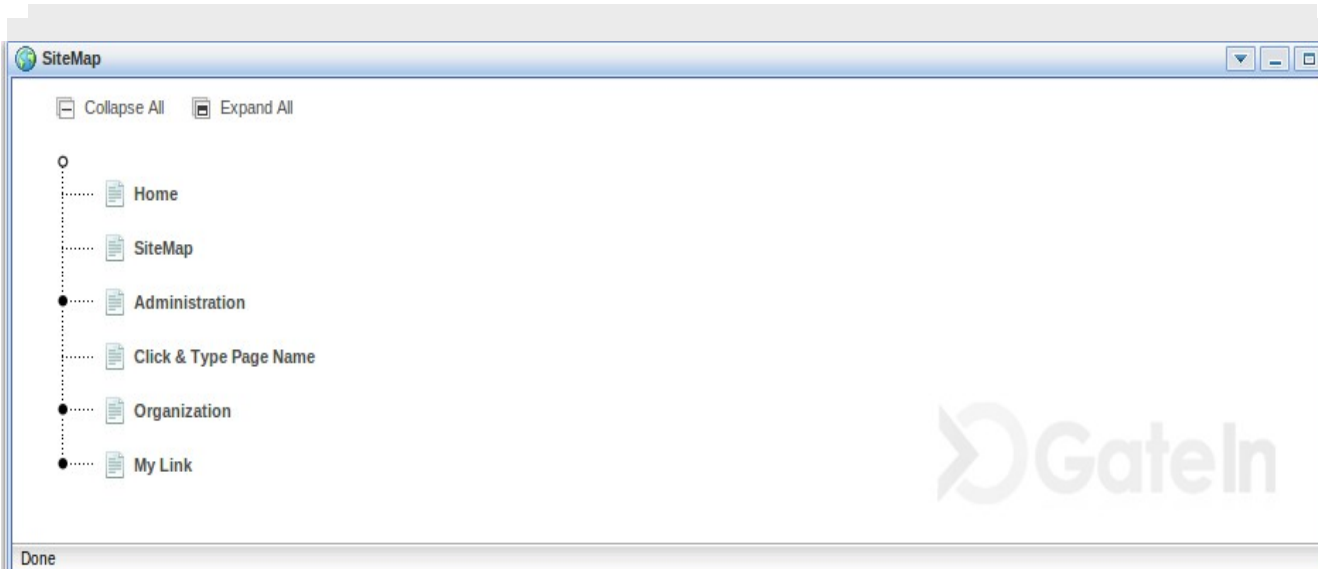 SiteMap
Collapse All Expand All
Home
SiteMap
Administration
Click & Type Page Name
Organization
My Link
GateIn
Done